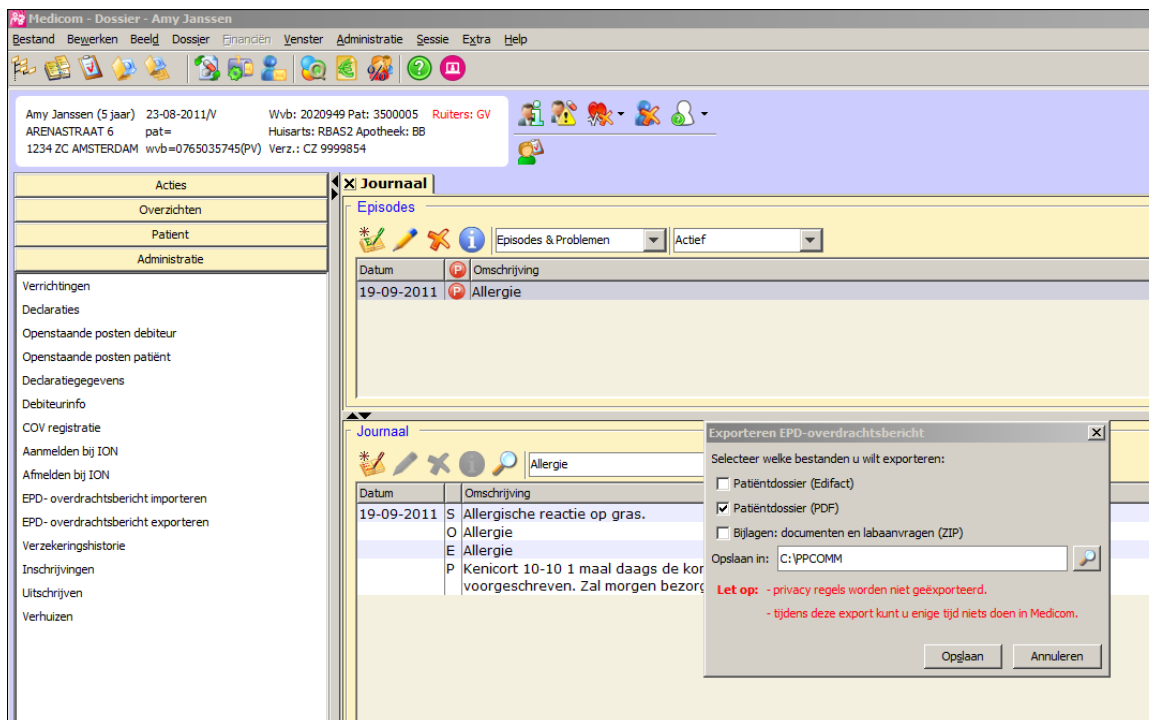 Medicom - Dossier - Amy Janssen
Bestand Bewerken Beeld Dossier Financiën Venster Administratie Sessie Extra Help
Amy Janssen (5 jaar) 23-08-2011/V Wvb: 2020949 Pat: 3500005 Ruiters: GV
ARENASTRAAT 6 pat= Huisarts: RBAS2 Apotheek: BB
1234 ZC AMSTERDAM wvb=0765035745(PV) Verz.: CZ 9999854
Acties
Overzichten
Patient
Administratie
Verrichtingen
Declaraties
Openstaande posten debiteur
Openstaande posten patiënt
Declaratiegegevens
Debiteurinfo
COV registratie
Aanmelden bij ION
Afmelden bij ION
EPD- overdrachtsbericht importeren
EPD- overdrachtsbericht exporteren
Verzekeringshistorie
Inschrijvingen
Uitschrijven
Verhuizen
X Journaal
Episodes
Episodes & Problemen Actief
Datum P Omschrijving
19-09-2011 P Allergie
Journaal
Allergie
Datum Omschrijving
19-09-2011 S Allergische reactie op gras.
O Allergie
E Allergie
P Kenicort 10-10 1 maal daags de kor
voorgeschreven. Zal morgen bezorg
Exporteren EPD-overdrachtsbericht
Selecteer welke bestanden u wilt exporteren:
Patiëntdossier (Edifact)
Patiëntdossier (PDF)
Bijlagen: documenten en labaanvragen (ZIP)
Opslaan in: C:\PPCOMM
Let op: - privacy regels worden niet geëxporteerd.
- tijdens deze export kunt u enige tijd niets doen in Medicom.
Opslaan Annuleren